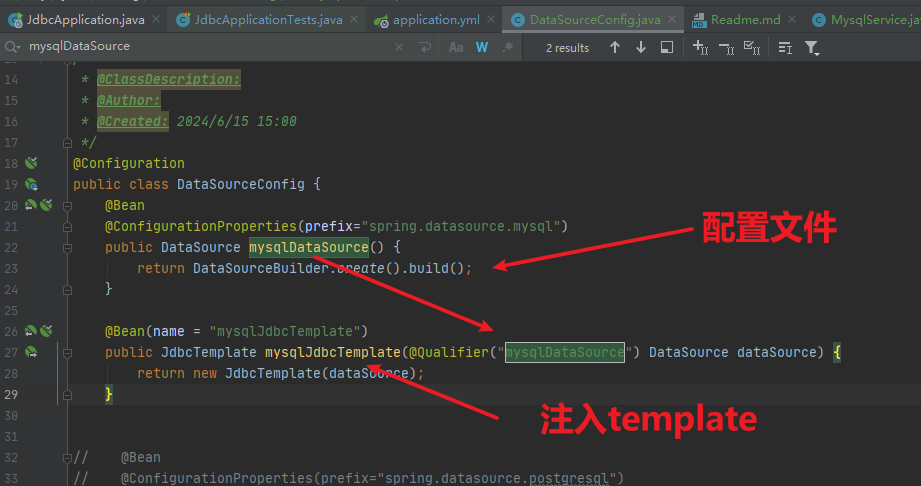 JdbcApplication.java JdbcApplicationTests.java application.yml DataSourceConfig.java Readme.md MysqlService.jav
mysqlDataSource Aa W .* 2 results
14 * @ClassDescription:
15 * @Author:
16 * @Created: 2024/6/15 15:00
17 */
18 @Configuration
19 public class DataSourceConfig {
20 @Bean
21 @ConfigurationProperties(prefix="spring.datasource.mysql")
22 public DataSource mysqlDataSource() {
配置文件
23 return DataSourceBuilder.create().build();
24 }
25
26 @Bean(name = "mysqlJdbcTemplate")
27 public JdbcTemplate mysqlJdbcTemplate(@Qualifier("mysqlDataSource") DataSource dataSource) {
28 return new JdbcTemplate(dataSource);
29 }
注入template
30
31
32 // @Bean
33 // @ConfigurationProperties(prefix="spring.datasource.postgresql")